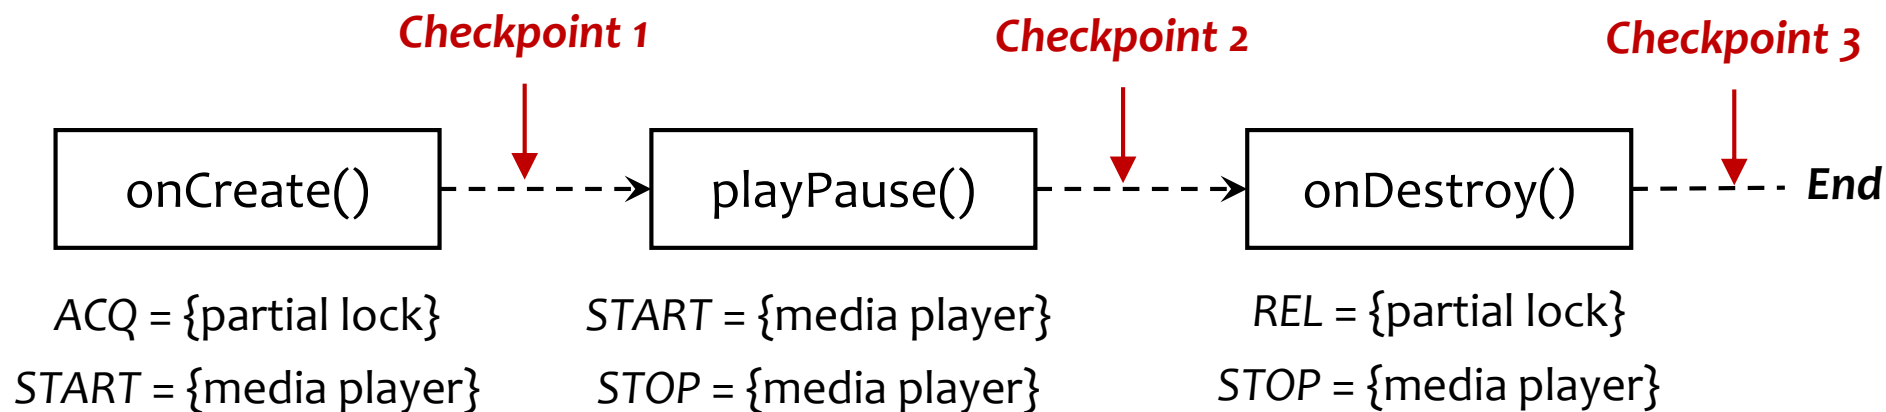 Checkpoint 1
Checkpoint 2
Checkpoint 3
onCreate()
playPause()
onDestroy()
End
ACQ = {partial lock}
START = {media player}
REL = {partial lock}
START = {media player}
STOP = {media player}
STOP = {media player}